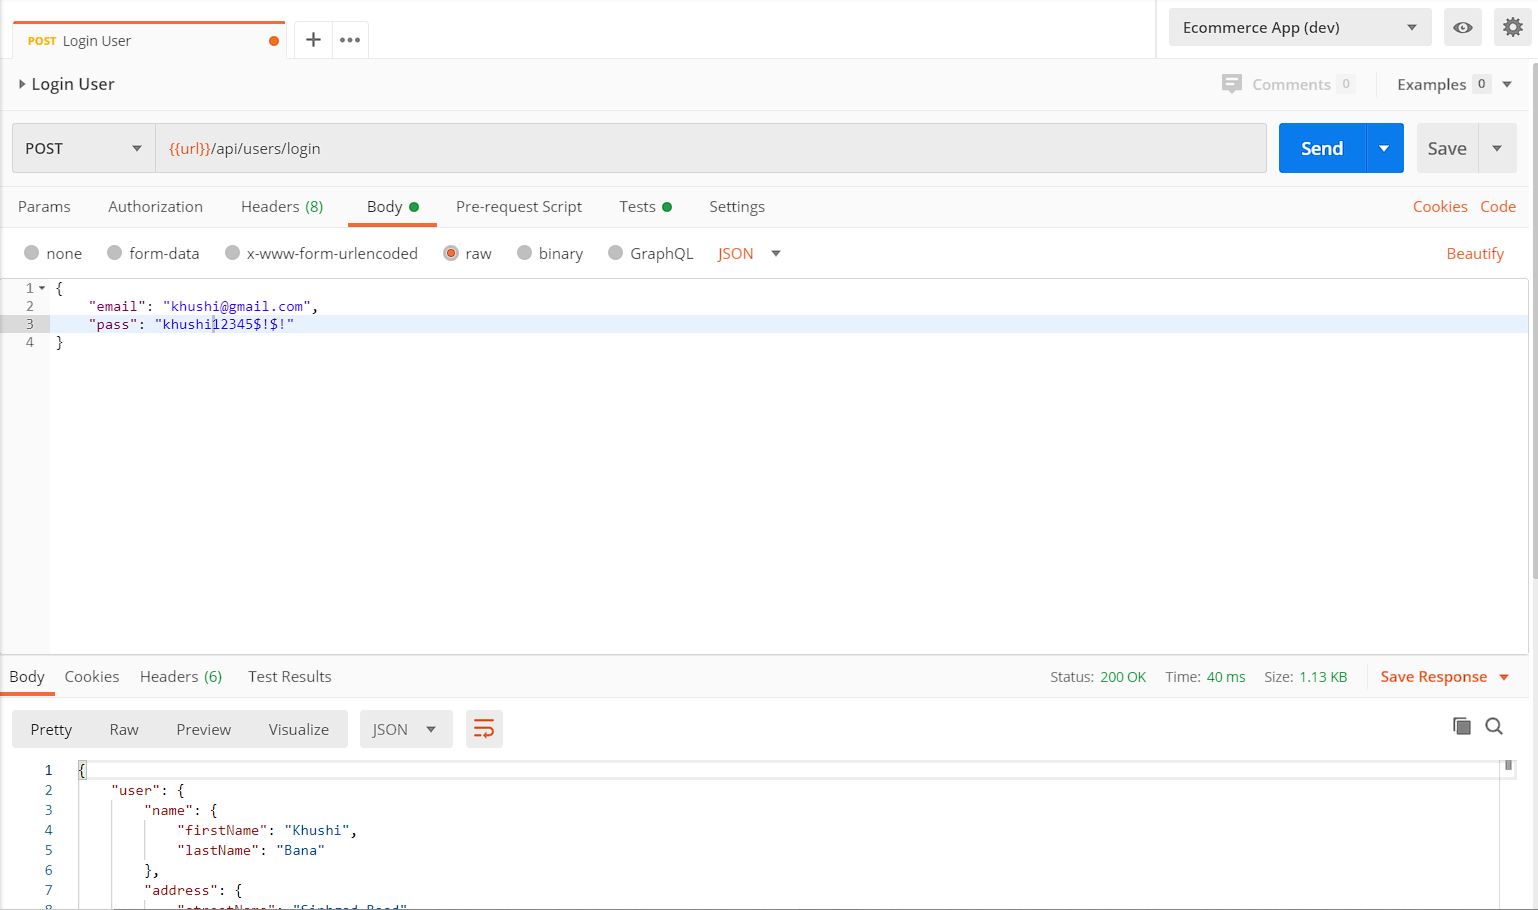 POST Login User
Ecommerce App (dev)
Login User
Comments 0
Examples 0
POST
{{url}}/api/users/login
Send
Save
Params Authorization Headers (8) Body Pre-request Script Tests Settings Cookies Code
none form-data x-www-form-urlencoded raw binary GraphQL JSON Beautify
1 {
2 "email": "khushi@gmail.com",
3 "pass": "khushi12345$!$!"
4 }
Body Cookies Headers (6) Test Results Status: 200 OK Time: 40 ms Size: 1.13 KB Save Response
Pretty Raw Preview Visualize JSON
1 {
2 "user": {
3 "name": {
4 "firstName": "Khushi",
5 "lastName": "Bana"
6 },
7 "address": {